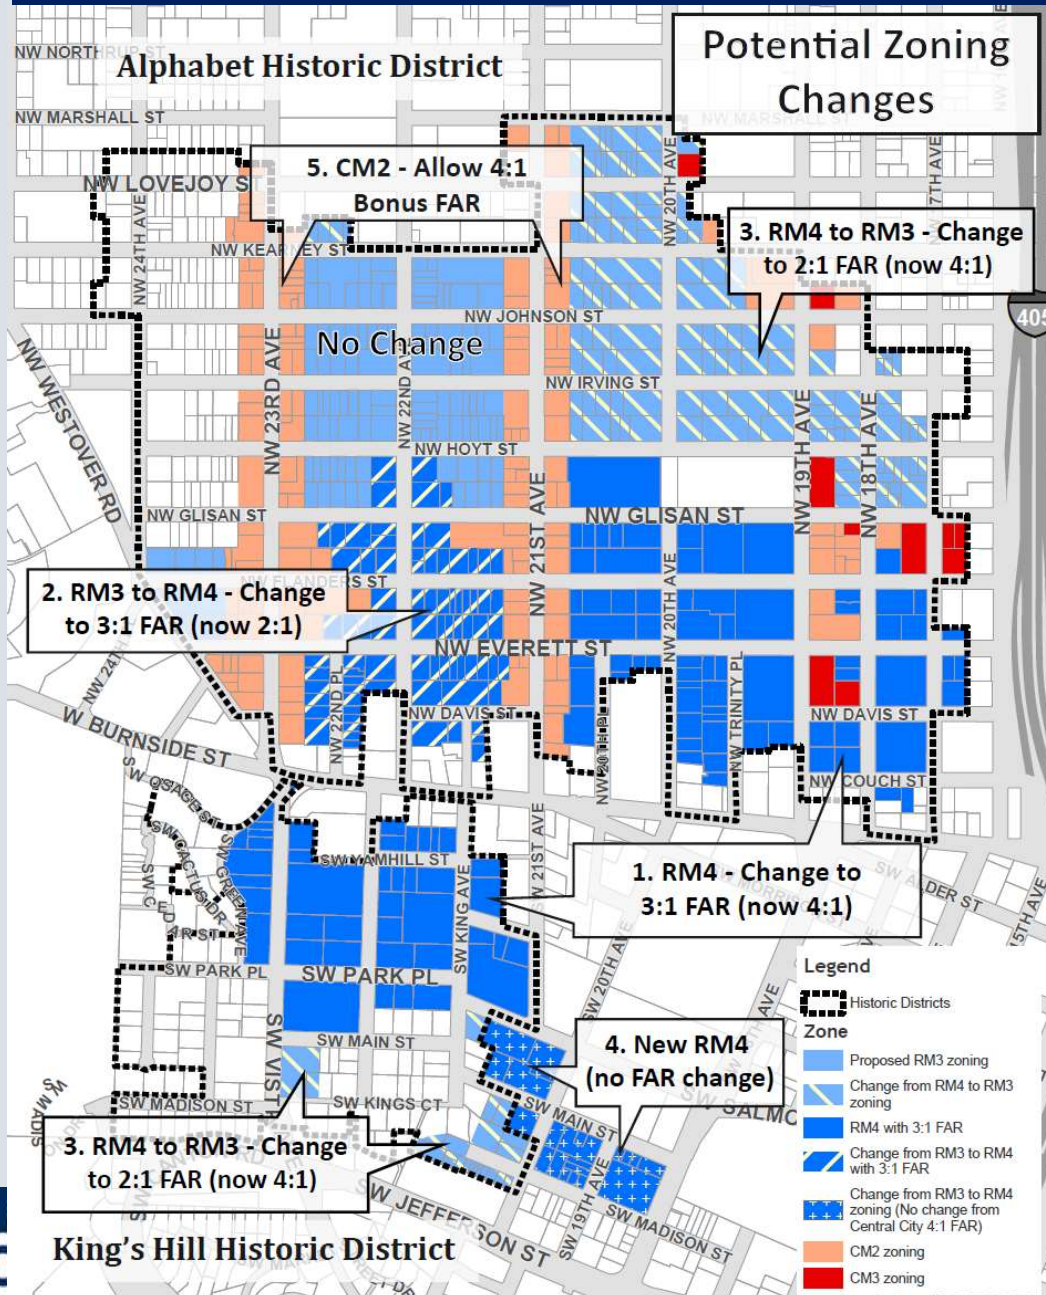 Potential Zoning
Changes
Alphabet Historic District
NW NORTHRUP ST
NW MARSHALL ST
NW MARSHALL ST
NW LOVEJOY ST
5. CM2 - Allow 4:1
Bonus FAR
3. RM4 to RM3 - Change
to 2:1 FAR (now 4:1)
NW 24TH AVE
NW 20TH AVE
NW KEARNEY ST
NW JOHNSON ST
405
No Change
NW 23RD AVE
NW IRVING ST
NW WESTOVER RD
NW HOYT ST
NW 19TH AVE
NW 18TH AVE
NW GLISAN ST
NW GLISAN ST
NW 21ST AVE
NW 20TH AVE
NW FLANDERS ST
2. RM3 to RM4 - Change
to 3:1 FAR (now 2:1)
NW EVERETT ST
NW 22ND PL
NW TRINITY PL
NW DAVIS ST
NW DAVIS ST
W BURNSIDE ST
NW 20TH PL
NW COUCH ST
SW OSAGE ST
SW CACTUS DR
SW YAMHILL ST
SW KING AVE
1. RM4 - Change to
3:1 FAR (now 4:1)
SW ALDER ST
SW PARK PL
SW PARK PL
SW 20TH AVE
SW MAIN ST
4. New RM4
(no FAR change)
SW MADISON ST
SW KINGS CT
SW MAIN ST
3. RM4 to RM3 - Change
to 2:1 FAR (now 4:1)
SW JEFFERSON ST
SW 19TH AVE
SW MADISON ST
King's Hill Historic District
Legend
Historic Districts
Zone
Proposed RM3 zoning
Change from RM4 to RM3
zoning
RM4 with 3:1 FAR
Change from RM3 to RM4
with 3:1 FAR
Change from RM3 to RM4
zoning (No change from
Central City 4:1 FAR)
CM2 zoning
CM3 zoning